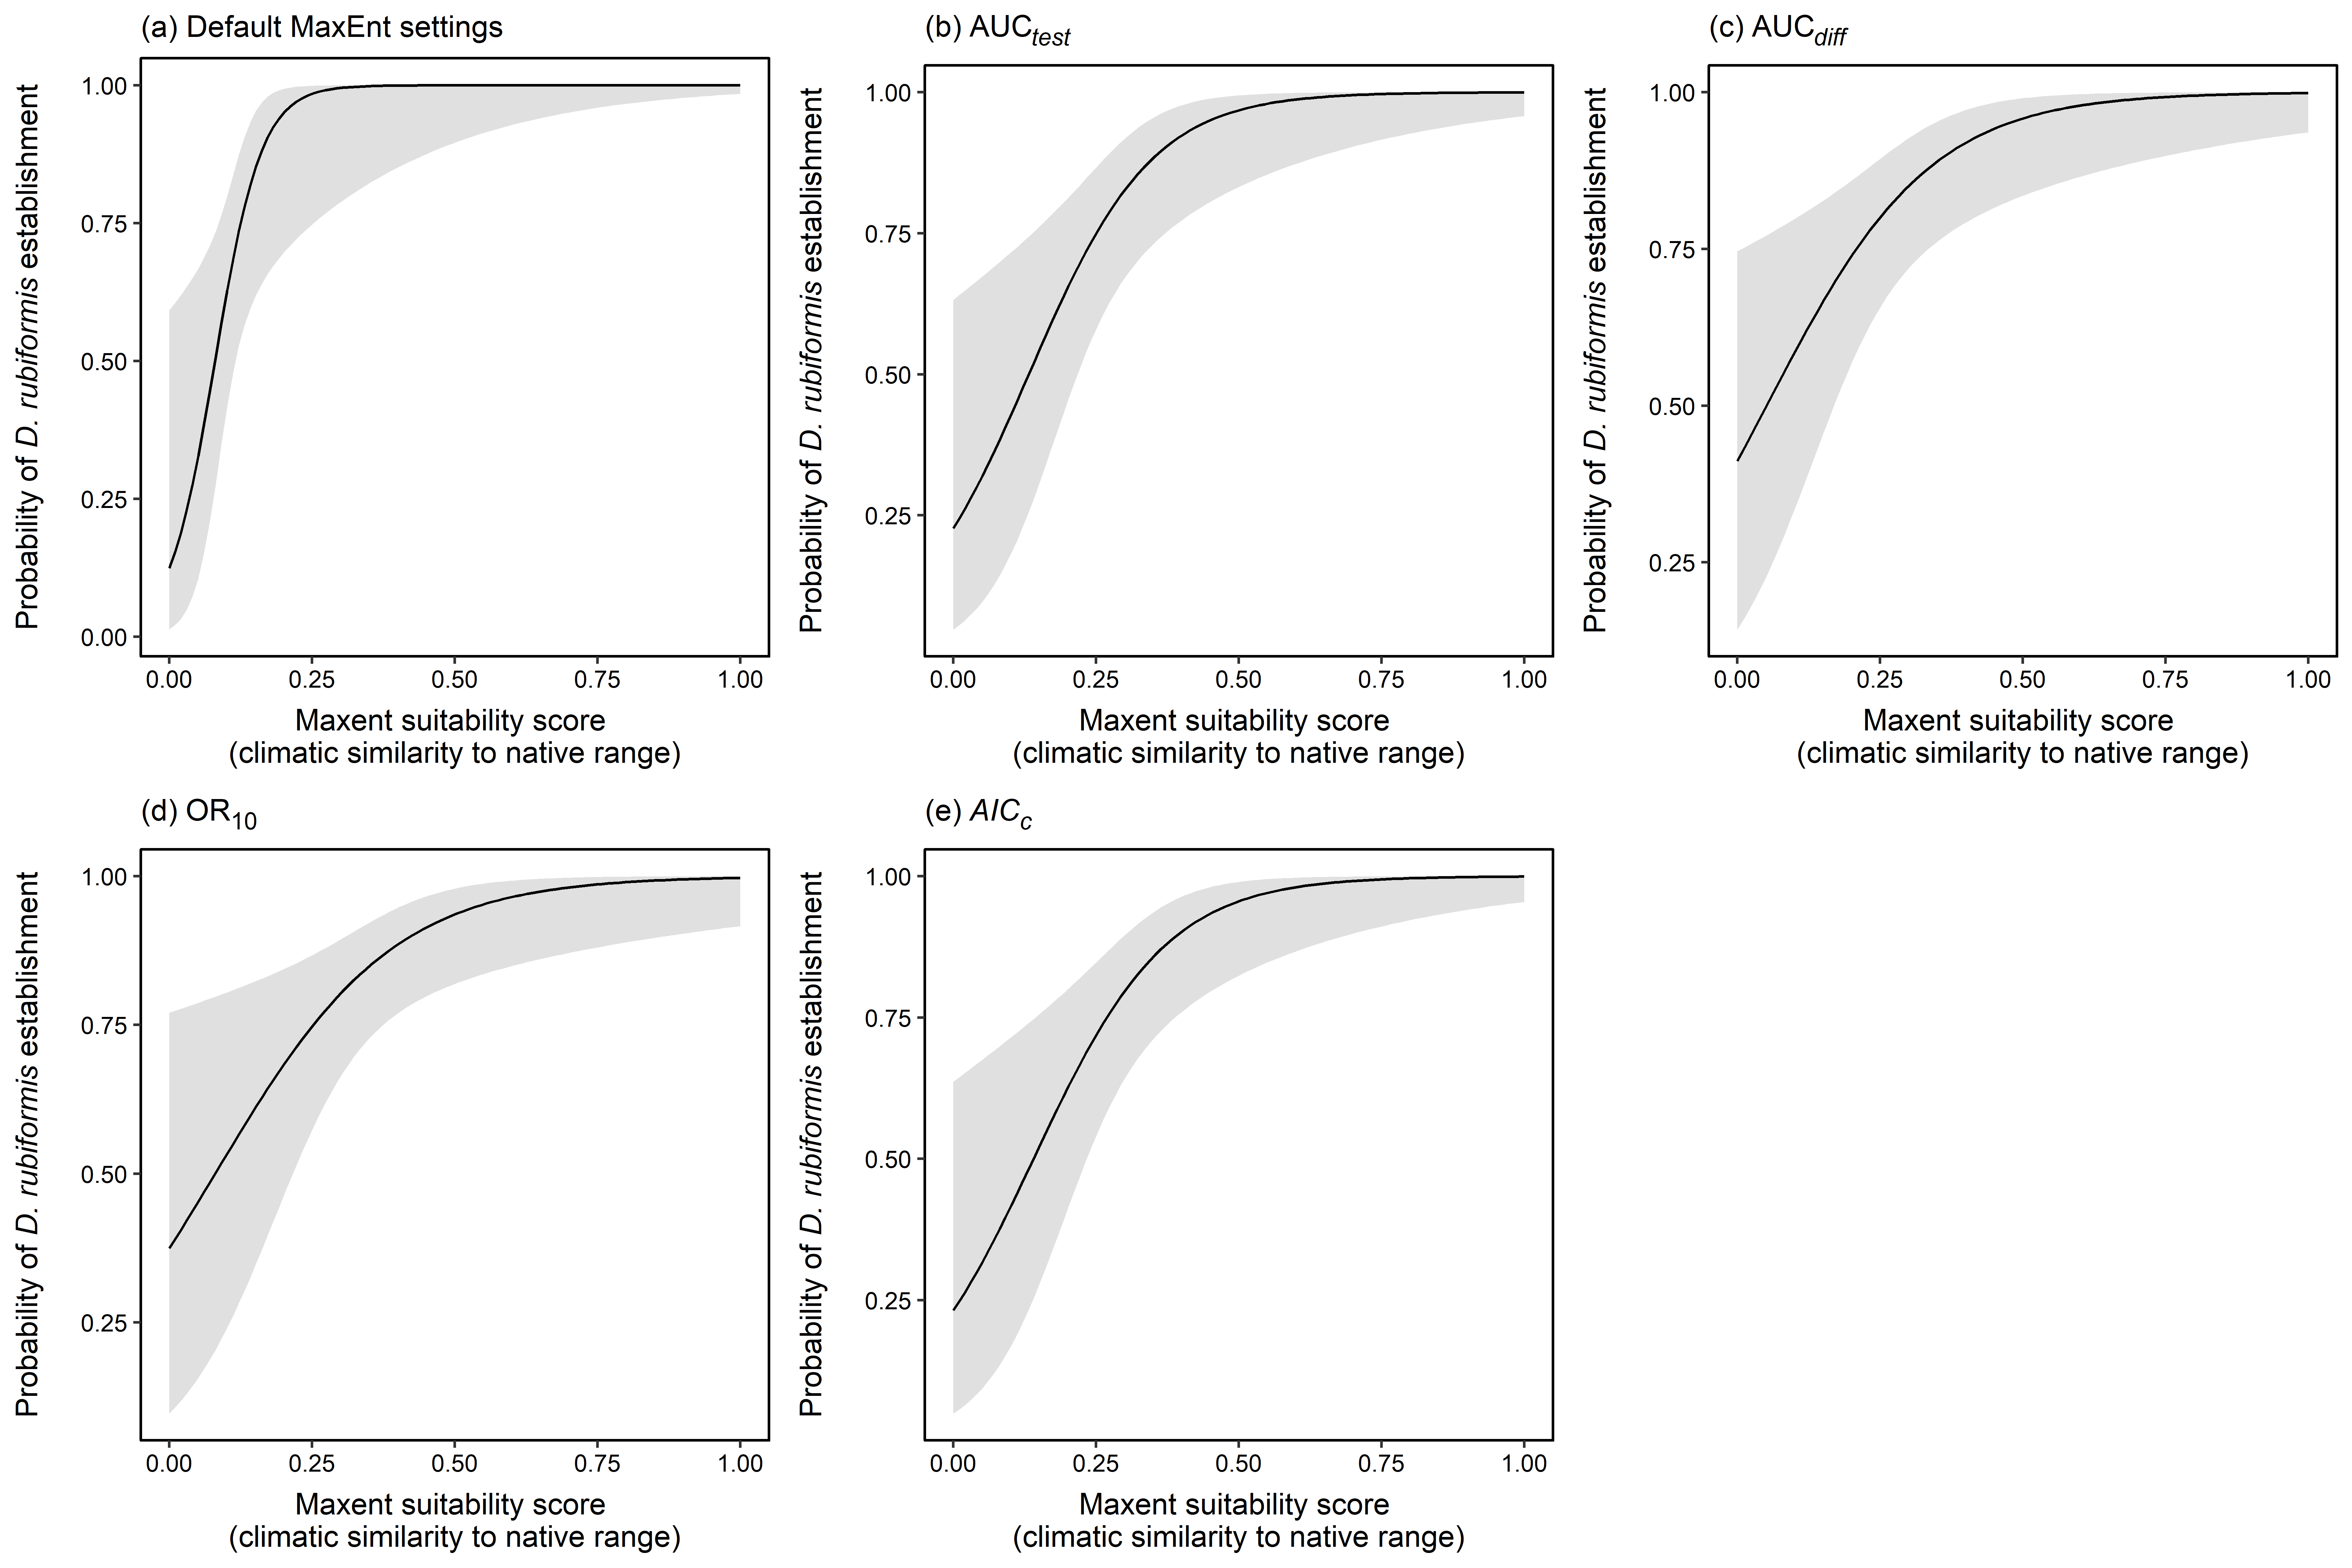 (a) Default MaxEnt settings
Probability of D. rubiformis establishment
1.00
0.75
0.50
0.25
0.00
0.00 0.25 0.50 0.75 1.00
Maxent suitability score
(climatic similarity to native range)
(b) AUCtest
Probability of D. rubiformis establishment
1.00
0.75
0.50
0.25
0.00 0.25 0.50 0.75 1.00
Maxent suitability score
(climatic similarity to native range)
(c) AUCdiff
Probability of D. rubiformis establishment
1.00
0.75
0.50
0.25
0.00 0.25 0.50 0.75 1.00
Maxent suitability score
(climatic similarity to native range)
(d) OR10
Probability of D. rubiformis establishment
1.00
0.75
0.50
0.25
0.00 0.25 0.50 0.75 1.00
Maxent suitability score
(climatic similarity to native range)
(e) AICc
Probability of D. rubiformis establishment
1.00
0.75
0.50
0.25
0.00 0.25 0.50 0.75 1.00
Maxent suitability score
(climatic similarity to native range)